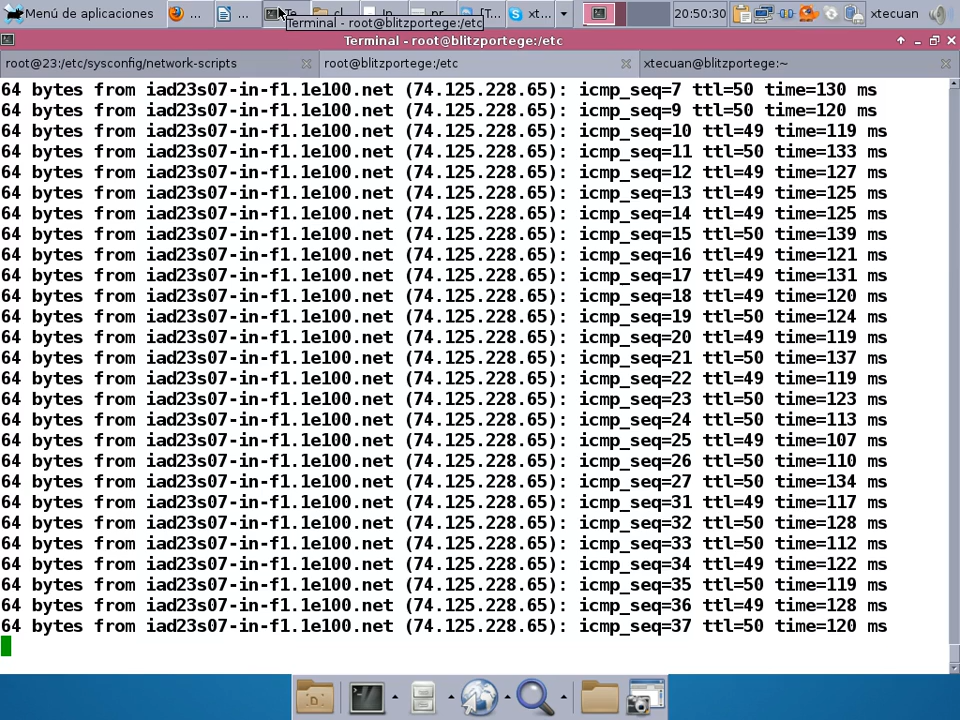 Menú de aplicaciones
...
...
Te
cl
In
pr
[T...
xt...
20:50:30
xtecuan
Terminal - root@blitzportege:/etc
Terminal - root@blitzportege:/etc
root@23:/etc/sysconfig/network-scripts
root@blitzportege:/etc
xtecuan@blitzportege:~
64 bytes from iad23s07-in-f1.1e100.net (74.125.228.65): icmp_seq=7 ttl=50 time=130 ms
64 bytes from iad23s07-in-f1.1e100.net (74.125.228.65): icmp_seq=9 ttl=50 time=120 ms
64 bytes from iad23s07-in-f1.1e100.net (74.125.228.65): icmp_seq=10 ttl=49 time=119 ms
64 bytes from iad23s07-in-f1.1e100.net (74.125.228.65): icmp_seq=11 ttl=50 time=133 ms
64 bytes from iad23s07-in-f1.1e100.net (74.125.228.65): icmp_seq=12 ttl=49 time=127 ms
64 bytes from iad23s07-in-f1.1e100.net (74.125.228.65): icmp_seq=13 ttl=49 time=125 ms
64 bytes from iad23s07-in-f1.1e100.net (74.125.228.65): icmp_seq=14 ttl=49 time=125 ms
64 bytes from iad23s07-in-f1.1e100.net (74.125.228.65): icmp_seq=15 ttl=50 time=139 ms
64 bytes from iad23s07-in-f1.1e100.net (74.125.228.65): icmp_seq=16 ttl=49 time=121 ms
64 bytes from iad23s07-in-f1.1e100.net (74.125.228.65): icmp_seq=17 ttl=49 time=131 ms
64 bytes from iad23s07-in-f1.1e100.net (74.125.228.65): icmp_seq=18 ttl=49 time=120 ms
64 bytes from iad23s07-in-f1.1e100.net (74.125.228.65): icmp_seq=19 ttl=50 time=124 ms
64 bytes from iad23s07-in-f1.1e100.net (74.125.228.65): icmp_seq=20 ttl=49 time=119 ms
64 bytes from iad23s07-in-f1.1e100.net (74.125.228.65): icmp_seq=21 ttl=50 time=137 ms
64 bytes from iad23s07-in-f1.1e100.net (74.125.228.65): icmp_seq=22 ttl=49 time=119 ms
64 bytes from iad23s07-in-f1.1e100.net (74.125.228.65): icmp_seq=23 ttl=50 time=123 ms
64 bytes from iad23s07-in-f1.1e100.net (74.125.228.65): icmp_seq=24 ttl=50 time=113 ms
64 bytes from iad23s07-in-f1.1e100.net (74.125.228.65): icmp_seq=25 ttl=49 time=107 ms
64 bytes from iad23s07-in-f1.1e100.net (74.125.228.65): icmp_seq=26 ttl=50 time=110 ms
64 bytes from iad23s07-in-f1.1e100.net (74.125.228.65): icmp_seq=27 ttl=50 time=134 ms
64 bytes from iad23s07-in-f1.1e100.net (74.125.228.65): icmp_seq=31 ttl=49 time=117 ms
64 bytes from iad23s07-in-f1.1e100.net (74.125.228.65): icmp_seq=32 ttl=50 time=128 ms
64 bytes from iad23s07-in-f1.1e100.net (74.125.228.65): icmp_seq=33 ttl=50 time=112 ms
64 bytes from iad23s07-in-f1.1e100.net (74.125.228.65): icmp_seq=34 ttl=49 time=122 ms
64 bytes from iad23s07-in-f1.1e100.net (74.125.228.65): icmp_seq=35 ttl=50 time=119 ms
64 bytes from iad23s07-in-f1.1e100.net (74.125.228.65): icmp_seq=36 ttl=49 time=128 ms
64 bytes from iad23s07-in-f1.1e100.net (74.125.228.65): icmp_seq=37 ttl=50 time=120 ms